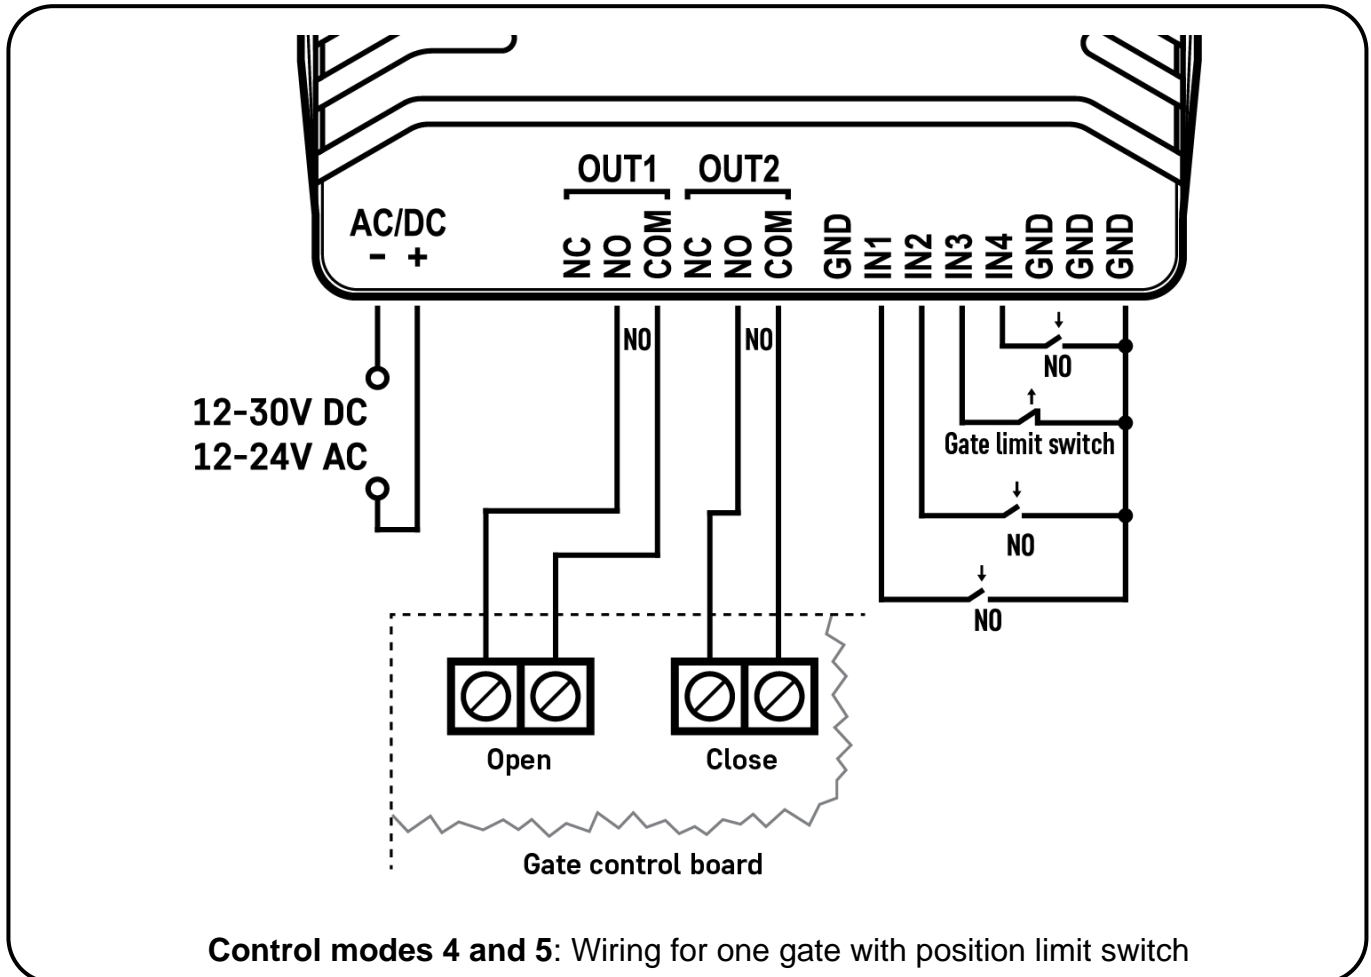 OUT1 OUT2
AC/DC
- +
NC NO COM NC NO COM GND IN1 IN2 IN3 IN4 GND GND GND
NO NO
NO
12-30V DC
12-24V AC
Gate limit switch
NO
NO
Open Close
Gate control board
Control modes 4 and 5: Wiring for one gate with position limit switch